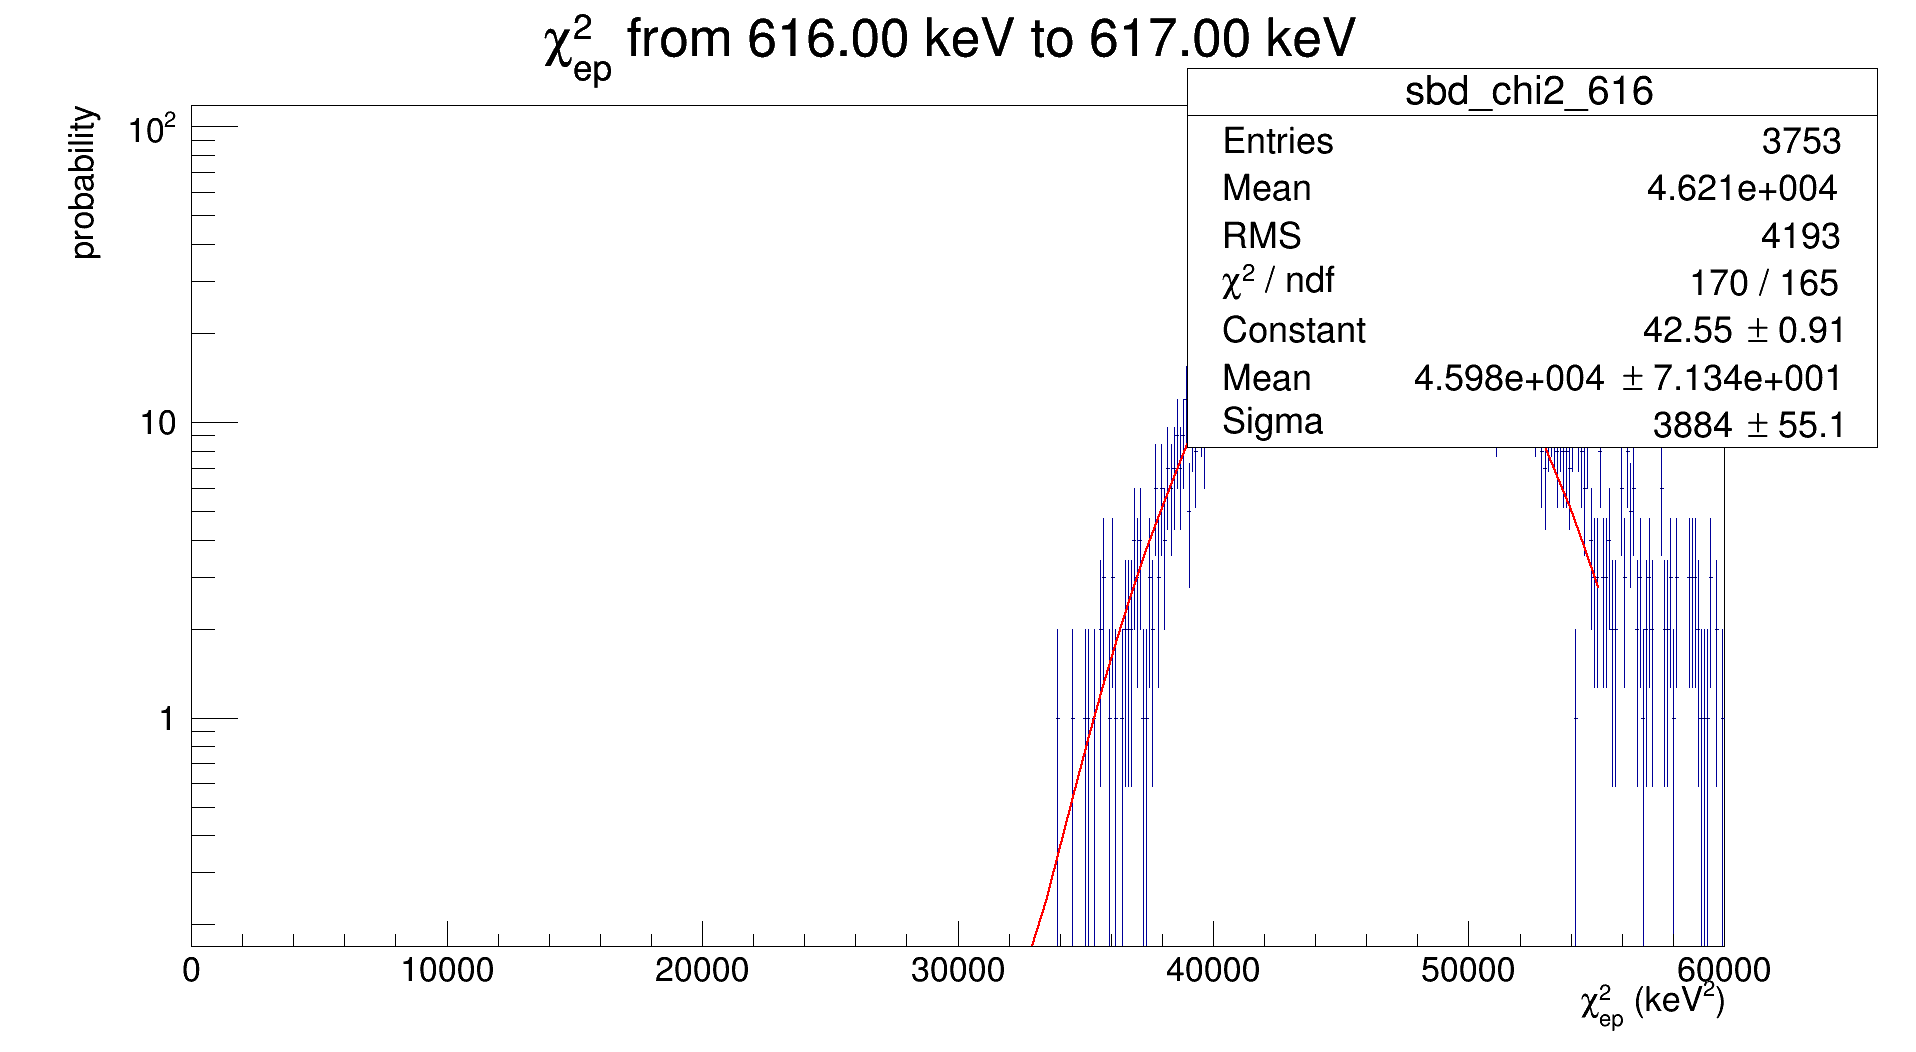 χ²ep from 616.00 keV to 617.00 keV
sbd_chi2_616
Entries 3753
Mean 4.621e+004
RMS 4193
χ² / ndf 170 / 165
Constant 42.55 ± 0.91
Mean 4.598e+004 ± 7.134e+001
Sigma 3884 ± 55.1
probability
10²
10
1
0 10000 20000 30000 40000 50000 60000
χ²ep (keV²)